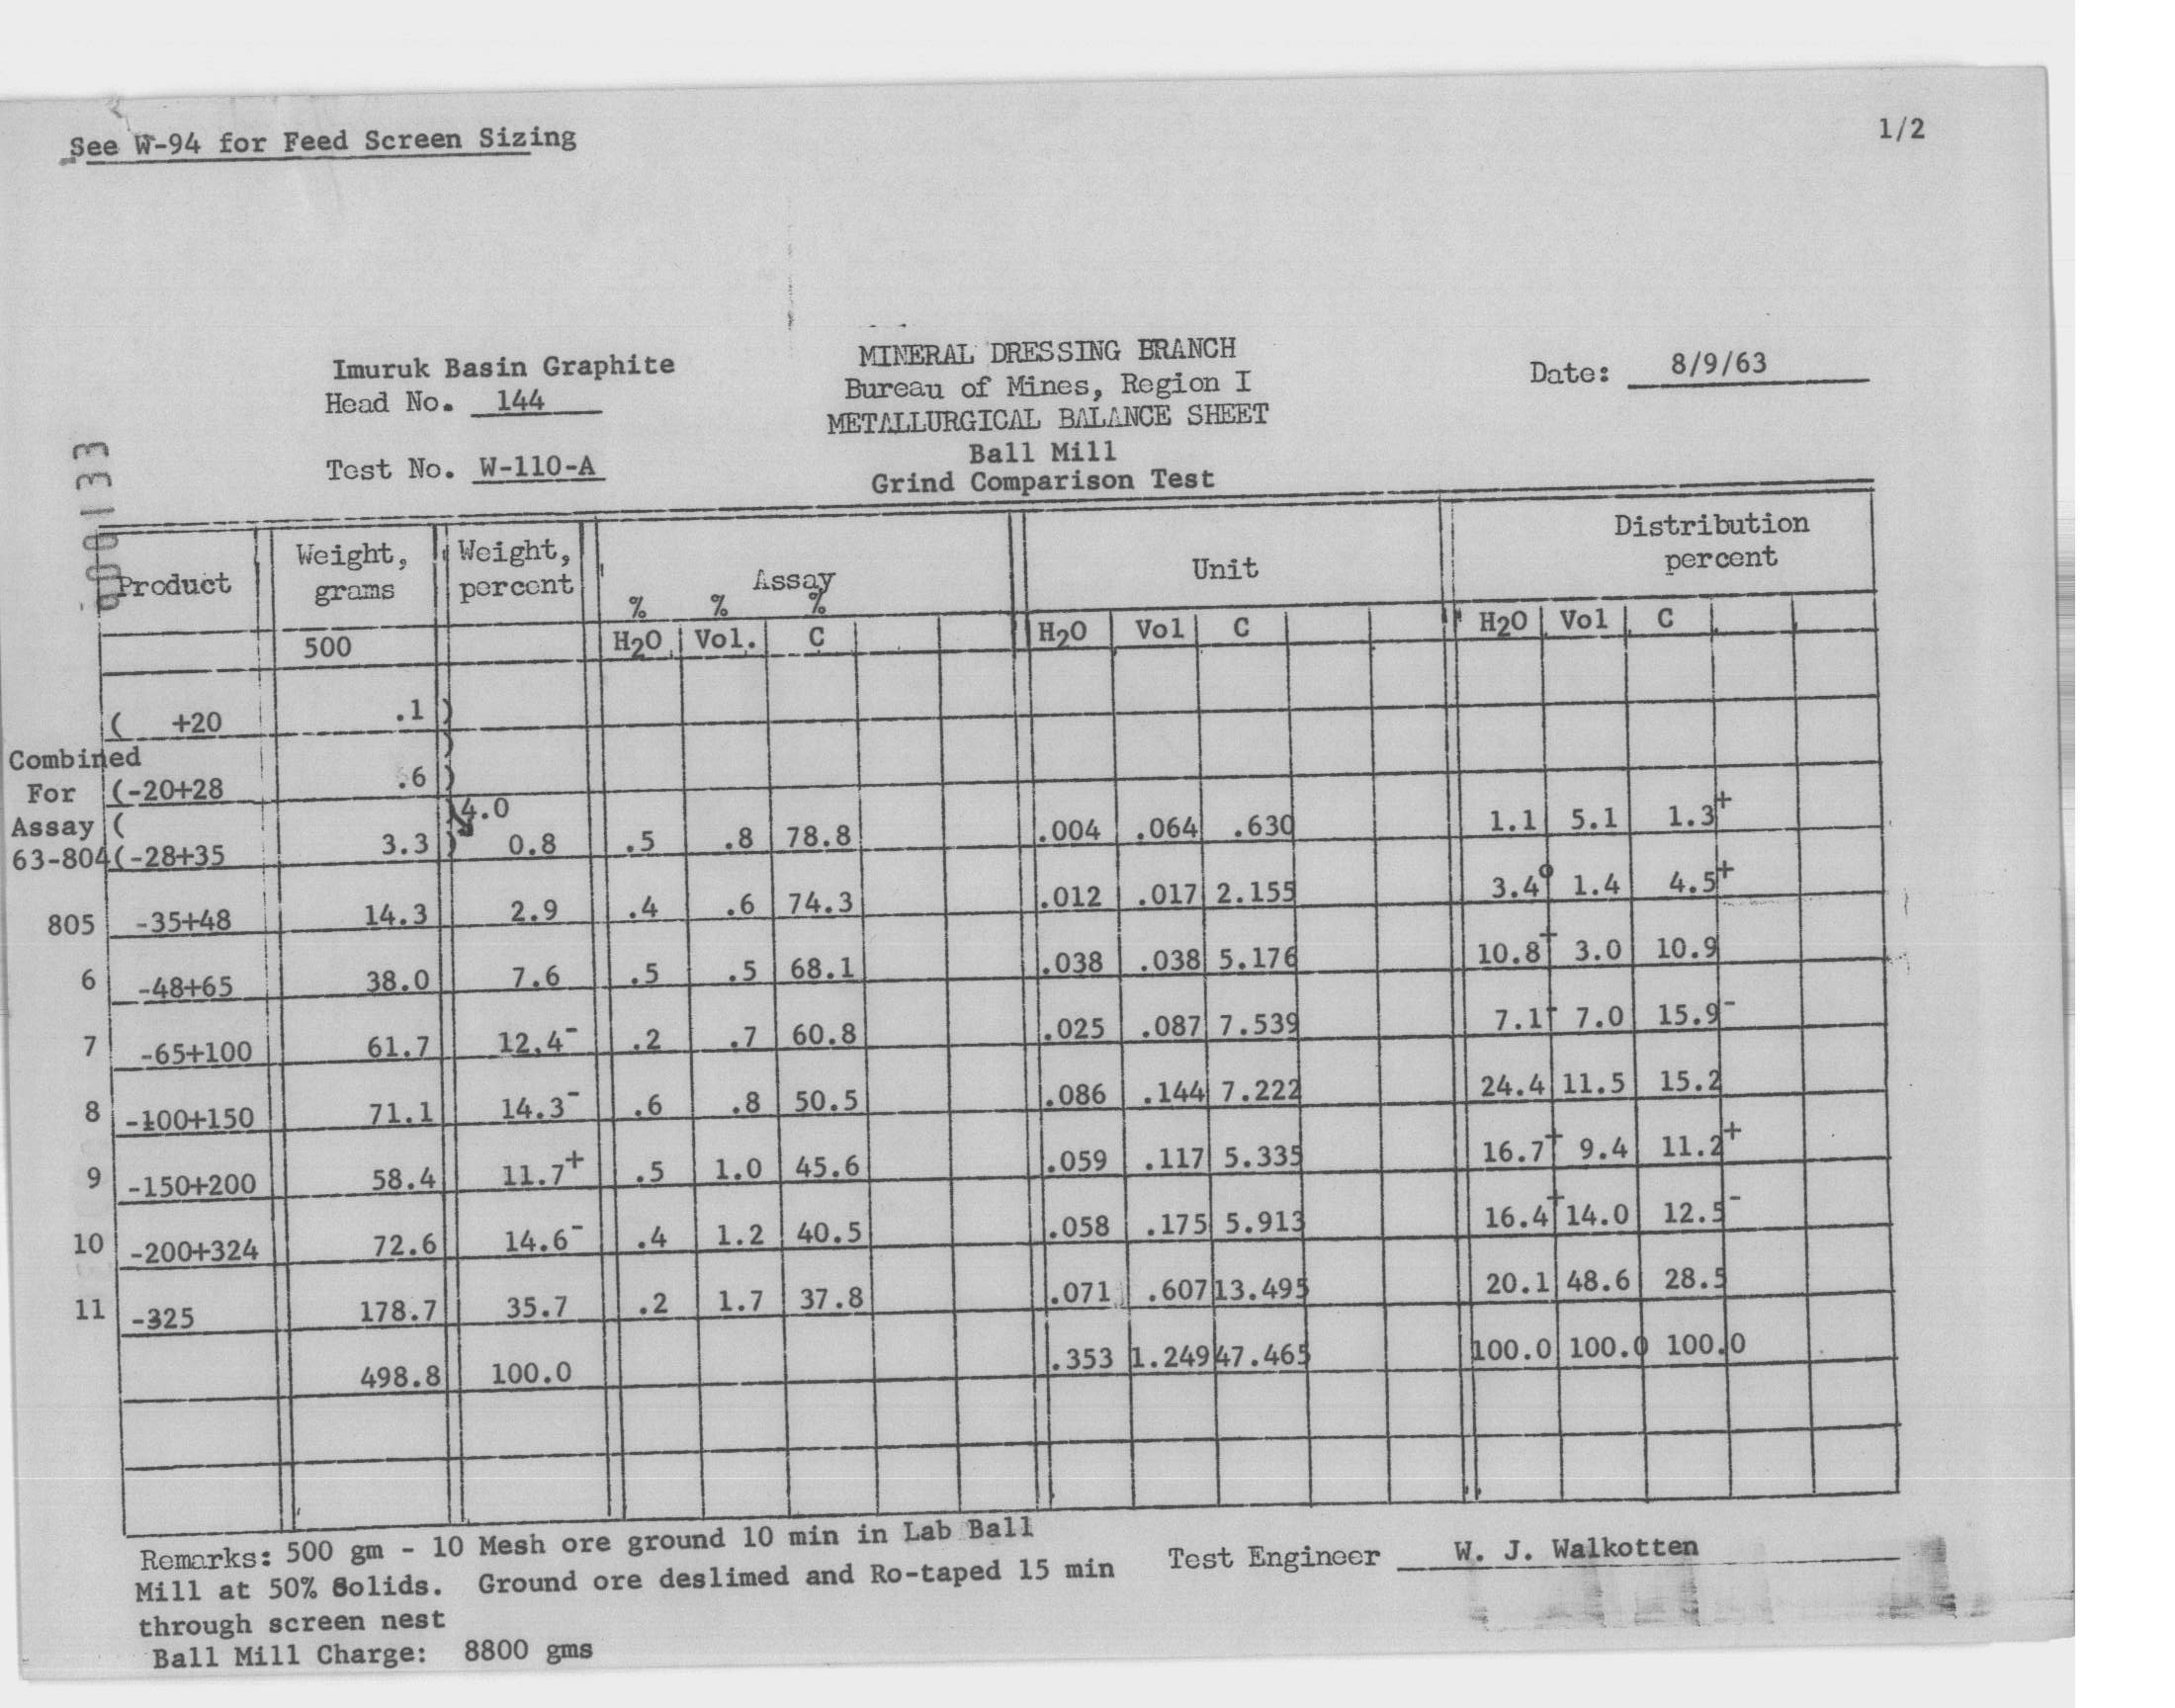 See W-94 for Feed Screen Sizing
1/2
Imuruk Basin Graphite
Head No. 144
Test No. W-110-A
MINERAL DRESSING BRANCH
Bureau of Mines, Region I
METALLURGICAL BALANCE SHEET
Ball Mill
Grind Comparison Test
Date: 8/9/63
000133
Product Weight, grams Weight, percent Assay Unit Distribution percent
% % %
500 H2O Vol. C H2O Vol C H2O Vol C
( +20 .1 )
Combined )
For (-20+28 .6 )
Assay ( )4.0
63-804(-28+35 3.3 ) 0.8 .5 .8 78.8 .004 .064 .630 1.1 5.1 1.3+
805 -35+48 14.3 2.9 .4 .6 74.3 .012 .017 2.155 3.4o 1.4 4.5+
6 -48+65 38.0 7.6 .5 .5 68.1 .038 .038 5.176 10.8+ 3.0 10.9
7 -65+100 61.7 12.4- .2 .7 60.8 .025 .087 7.539 7.1- 7.0 15.9-
8 -100+150 71.1 14.3- .6 .8 50.5 .086 .144 7.222 24.4 11.5 15.2
9 -150+200 58.4 11.7+ .5 1.0 45.6 .059 .117 5.335 16.7+ 9.4 11.2+
10 -200+324 72.6 14.6- .4 1.2 40.5 .058 .175 5.913 16.4+ 14.0 12.5-
11 -325 178.7 35.7 .2 1.7 37.8 .071 .607 13.495 20.1 48.6 28.5
498.8 100.0 .353 1.249 47.465 100.0 100.0 100.0
Remarks: 500 gm - 10 Mesh ore ground 10 min in Lab Ball
Mill at 50% Solids. Ground ore deslimed and Ro-taped 15 min
through screen nest
Ball Mill Charge: 8800 gms
Test Engineer W. J. Walkotten